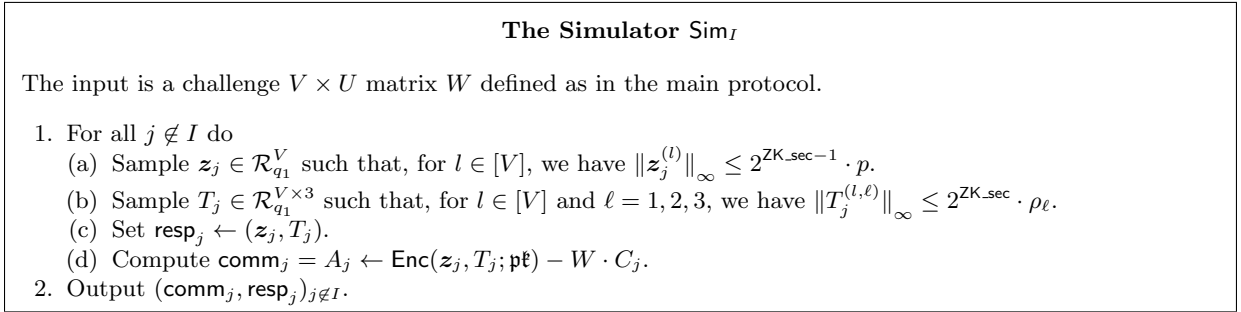 The Simulator Sim_I
The input is a challenge V × U matrix W defined as in the main protocol.
1. For all j ∉ I do
(a) Sample z_j ∈ R_{q_1}^V such that, for l ∈ [V], we have ‖z_j^{(l)}‖_∞ ≤ 2^{ZK_sec−1} · p.
(b) Sample T_j ∈ R_{q_1}^{V×3} such that, for l ∈ [V] and ℓ = 1, 2, 3, we have ‖T_j^{(l,ℓ)}‖_∞ ≤ 2^{ZK_sec} · ρ_ℓ.
(c) Set resp_j ← (z_j, T_j).
(d) Compute comm_j = A_j ← Enc(z_j, T_j; 𝔭𝔨) − W · C_j.
2. Output (comm_j, resp_j)_{j∉I}.